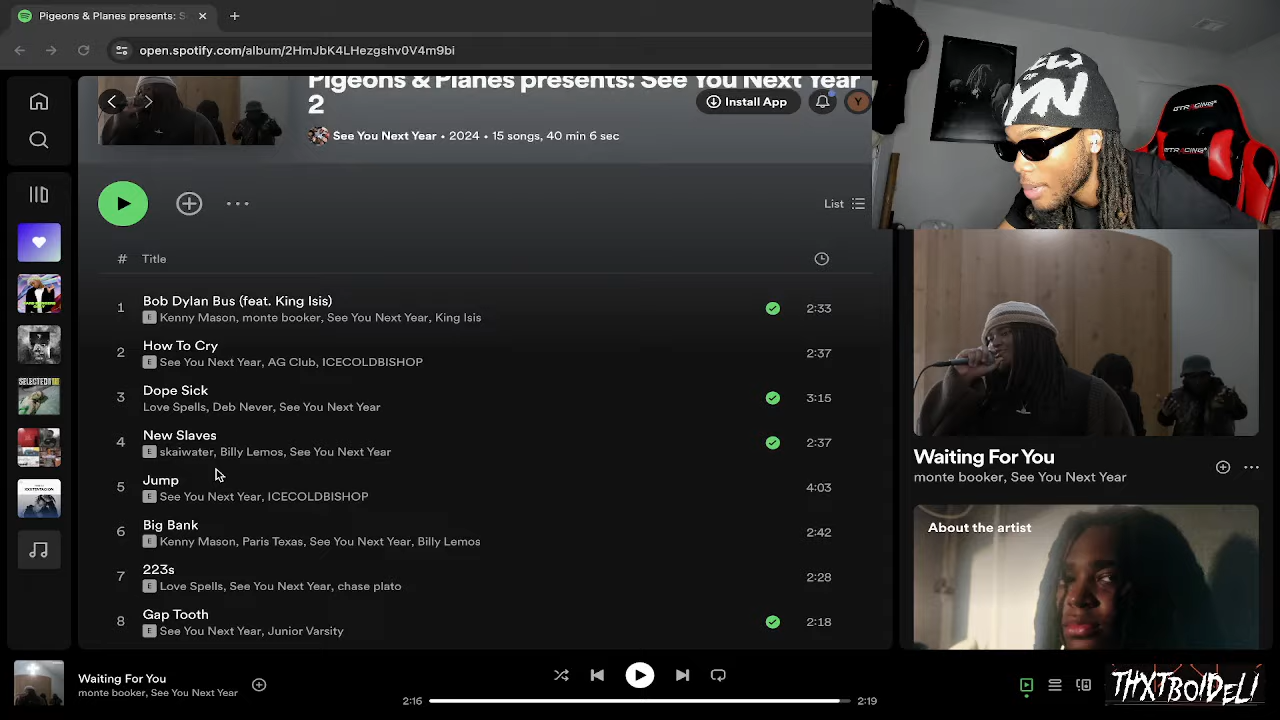 Pigeons & Planes presents: S
open.spotify.com/album/2HmJbK4LHezgshv0V4m9bi
Pigeons & Planes presents: See You Next Year
2
See You Next Year • 2024 • 15 songs, 40 min 6 sec
Install App
Y
List
# Title
1 Bob Dylan Bus (feat. King Isis) 2:33
E Kenny Mason, monte booker, See You Next Year, King Isis
2 How To Cry 2:37
E See You Next Year, AG Club, ICECOLDBISHOP
3 Dope Sick 3:15
Love Spells, Deb Never, See You Next Year
4 New Slaves 2:37
E skaiwater, Billy Lemos, See You Next Year
5 Jump 4:03
E See You Next Year, ICECOLDBISHOP
6 Big Bank 2:42
E Kenny Mason, Paris Texas, See You Next Year, Billy Lemos
7 223s 2:28
E Love Spells, See You Next Year, chase plato
8 Gap Tooth 2:18
E See You Next Year, Junior Varsity
GTRACING
Waiting For You
monte booker, See You Next Year
About the artist
Waiting For You
monte booker, See You Next Year
2:16
2:19
THXTBOIDELI